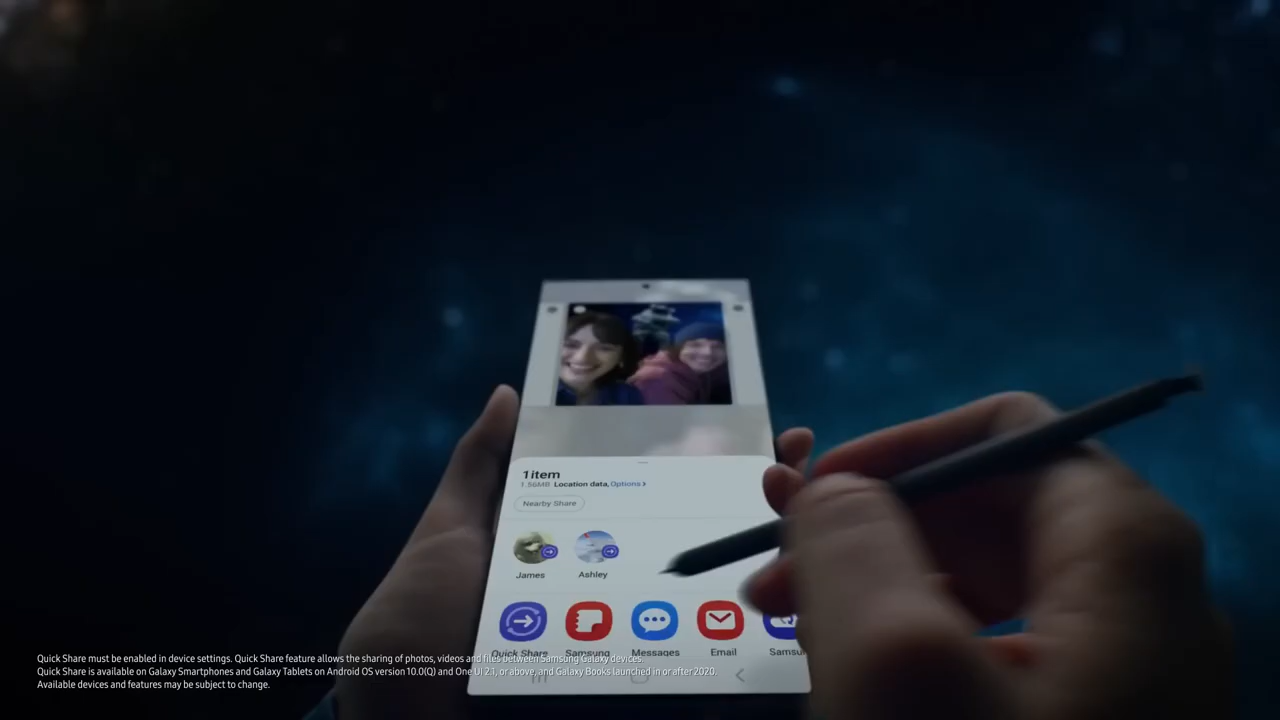 1 item
1.56MB Location data, Options >
Nearby Share
James Ashley
Quick Share Samsung Messages Email Samsu
Quick Share must be enabled in device settings. Quick Share feature allows the sharing of photos, videos and files between Samsung Galaxy devices.
Quick Share is available on Galaxy Smartphones and Galaxy Tablets on Android OS version 10.0(Q) and One UI 2.1, or above, and Galaxy Books launched in or after 2020.
Available devices and features may be subject to change.